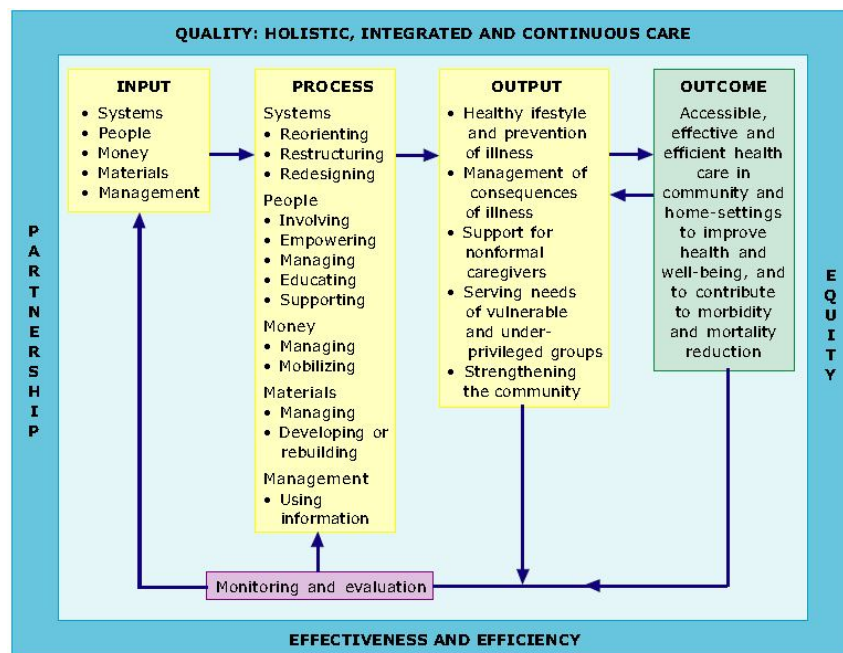 QUALITY: HOLISTIC, INTEGRATED AND CONTINUOUS CARE
PARTNERSHIP
INPUT
• Systems
• People
• Money
• Materials
• Management
PROCESS
Systems
• Reorienting
• Restructuring
• Redesigning
People
• Involving
• Empowering
• Managing
• Educating
• Supporting
Money
• Managing
• Mobilizing
Materials
• Managing
• Developing or
rebuilding
Management
• Using
information
OUTPUT
• Healthy ifestyle
and prevention
of illness
• Management of
consequences
of illness
• Support for
nonformal
caregivers
• Serving needs
of vulnerable
and under-
privileged groups
• Strengthening
the community
OUTCOME
Accessible,
effective and
efficient health
care in
community and
home-settings
to improve
health and
well-being, and
to contribute
to morbidity
and mortality
reduction
EQUITY
Monitoring and evaluation
EFFECTIVENESS AND EFFICIENCY